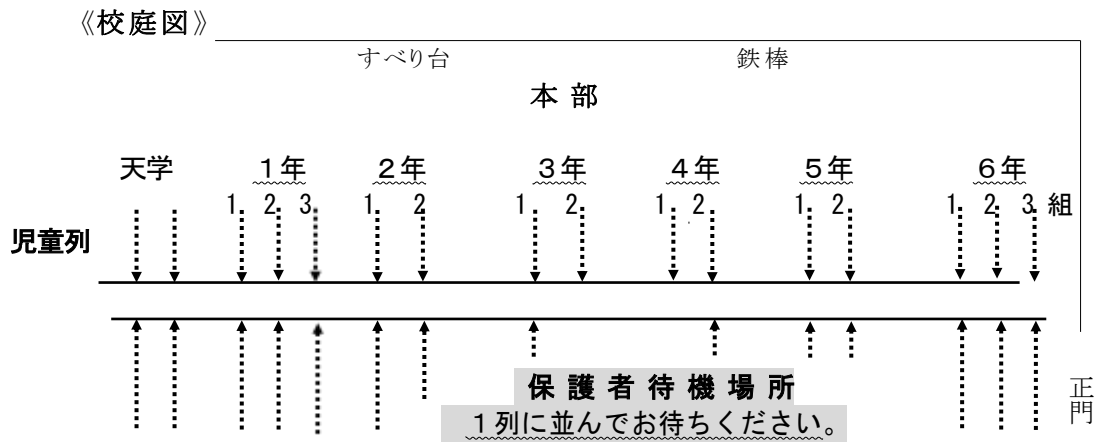 《校庭図》
すべり台 鉄棒
本部
天学 1年 2年 3年 4年 5年 6年
1 2 3 1 2 1 2 1 2 1 2 1 2 3 組
児童列
保護者待機場所
1列に並んでお待ちください。
正門